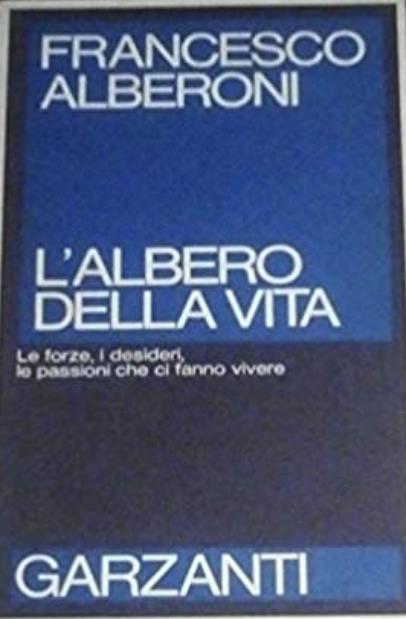 FRANCESCO
ALBERONI
L'ALBERO
DELLA VITA
Le forze, i desideri,
le passioni che ci fanno vivere
GARZANTI